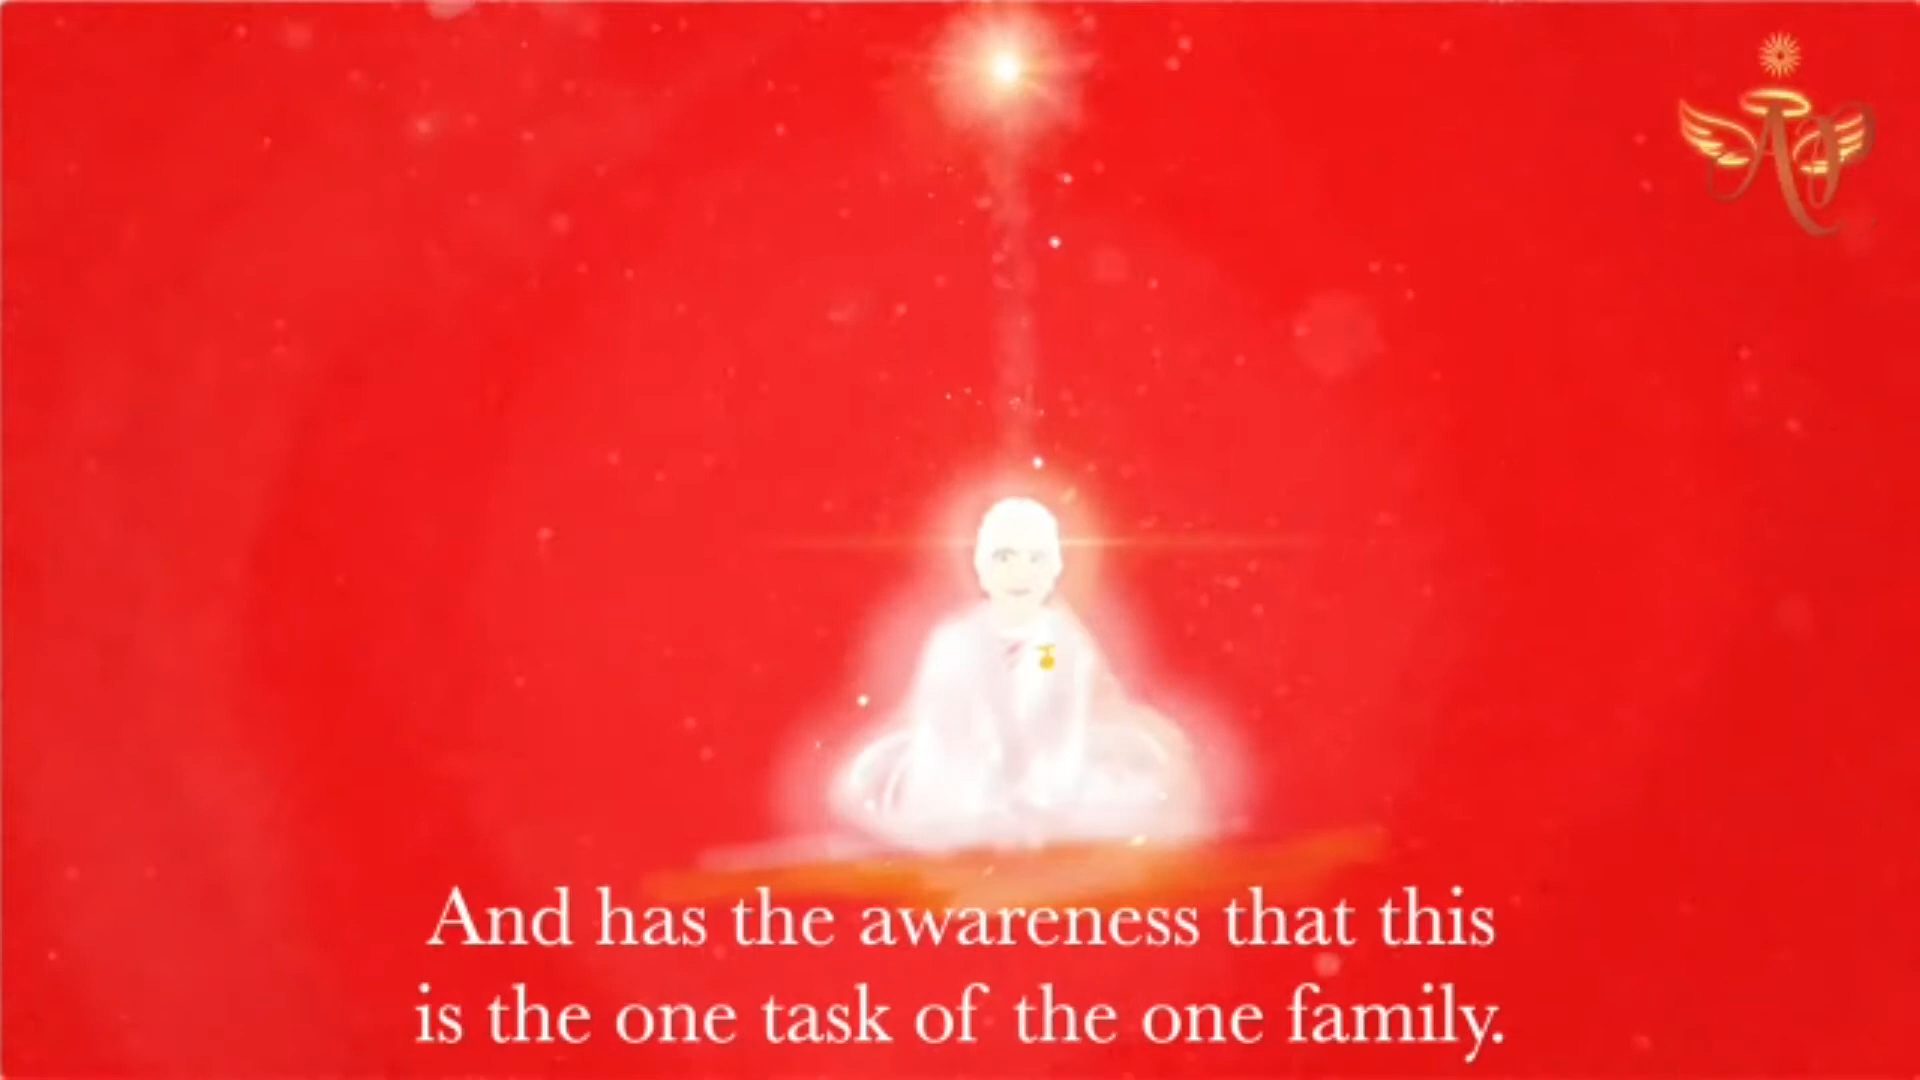 And has the awareness that this
is the one task of the one family.